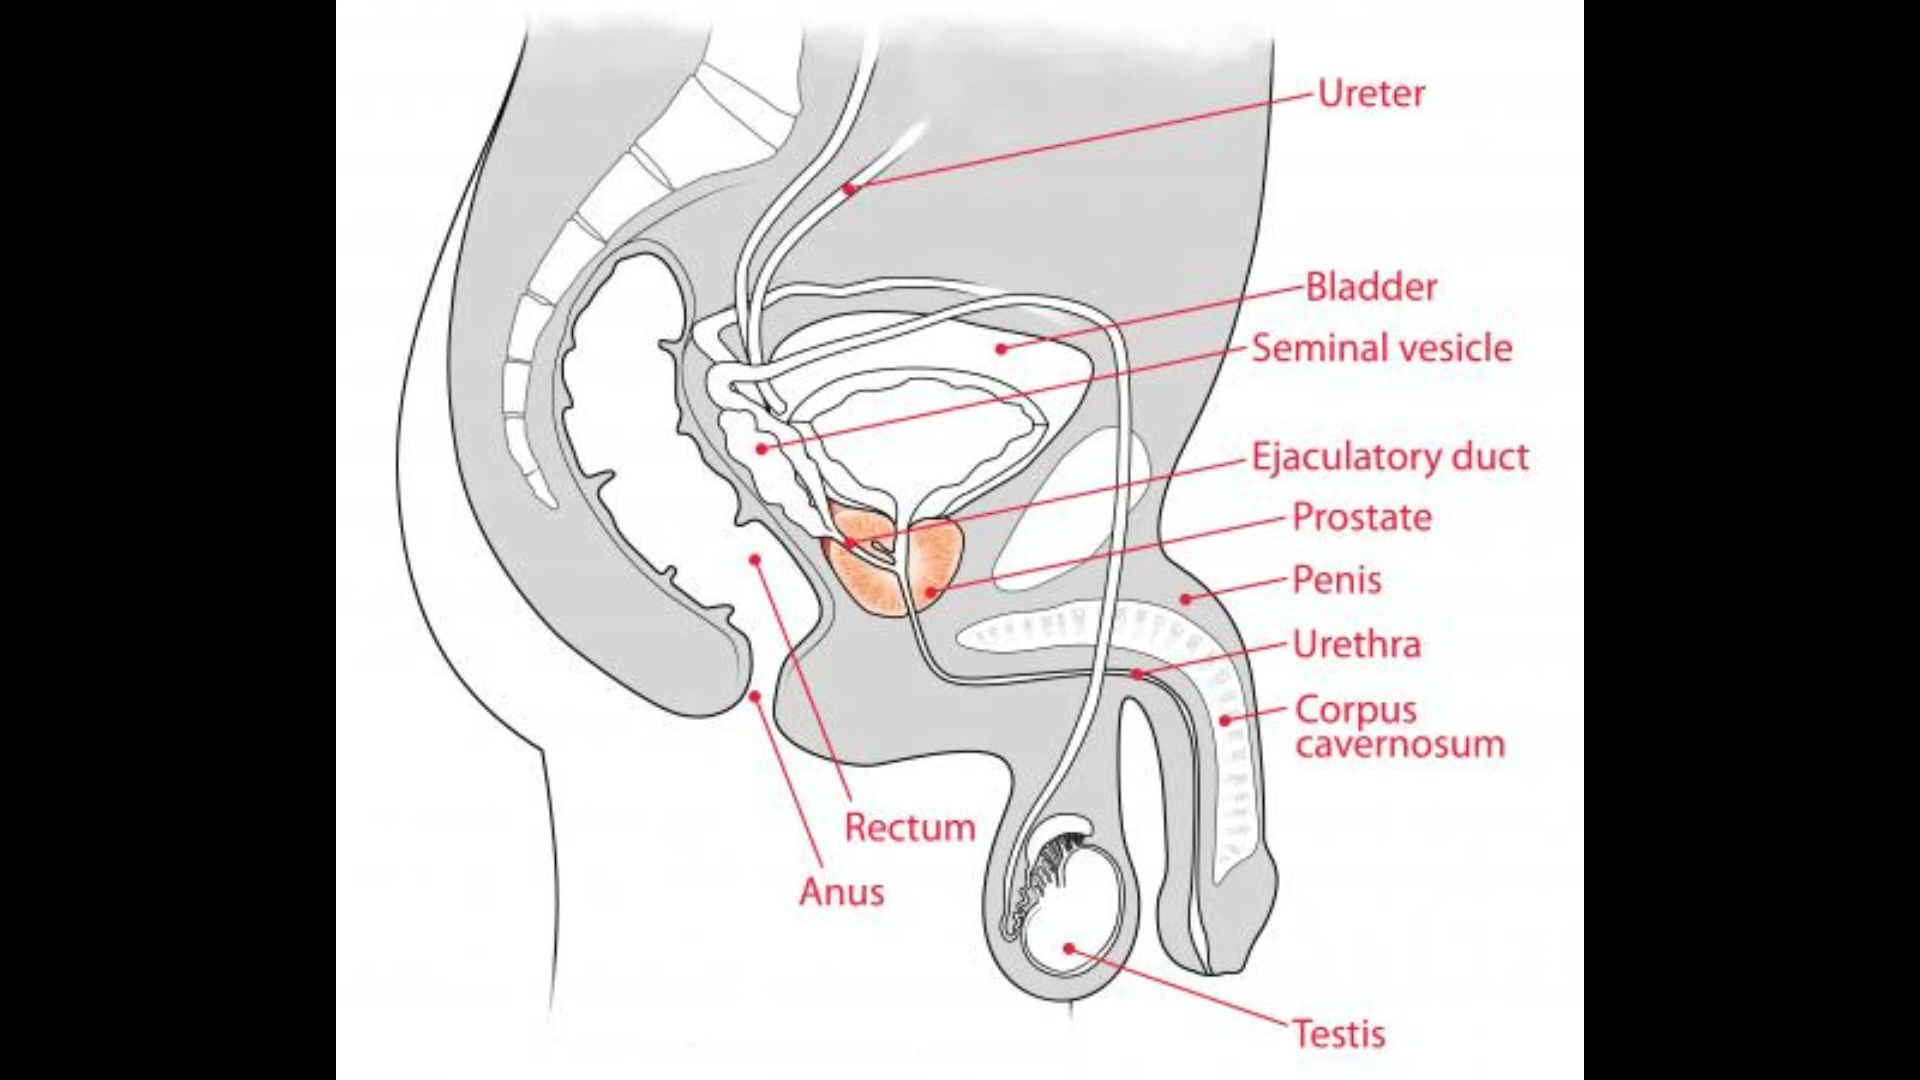 Ureter
Bladder
Seminal vesicle
Ejaculatory duct
Prostate
Penis
Urethra
Corpus
cavernosum
Rectum
Anus
Testis